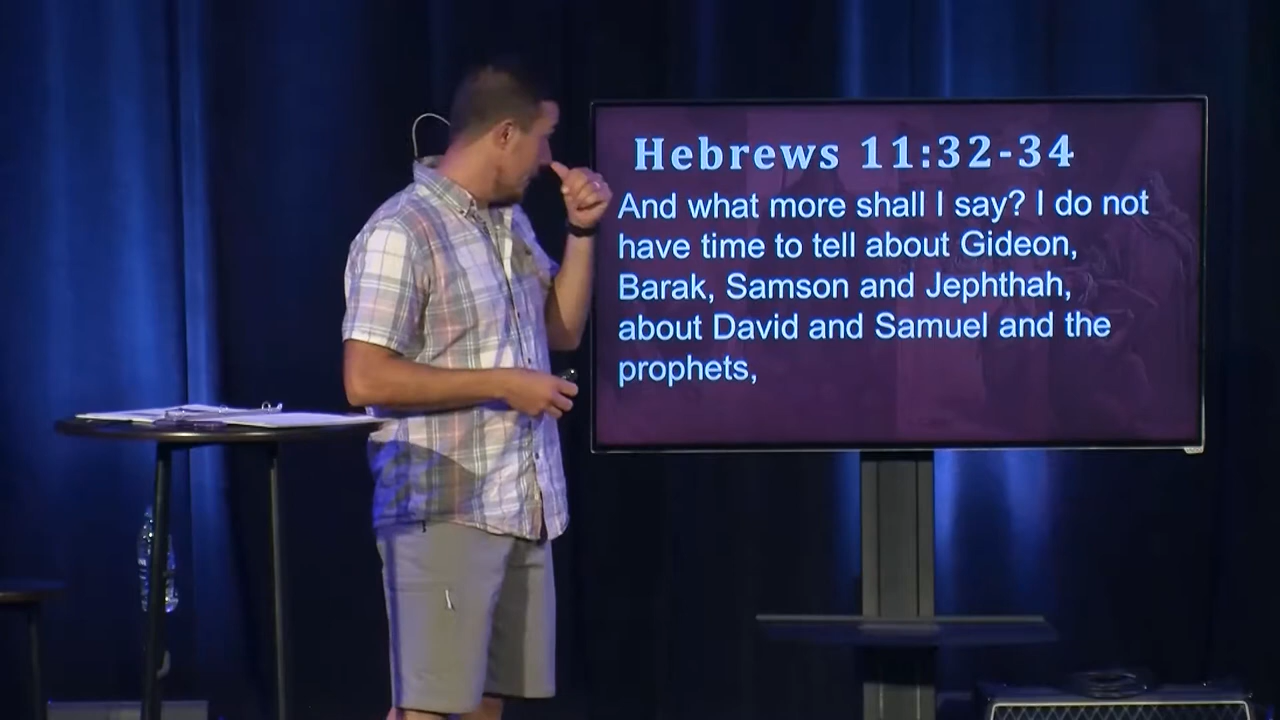 Hebrews 11:32-34
And what more shall I say? I do not
have time to tell about Gideon,
Barak, Samson and Jephthah,
about David and Samuel and the
prophets,